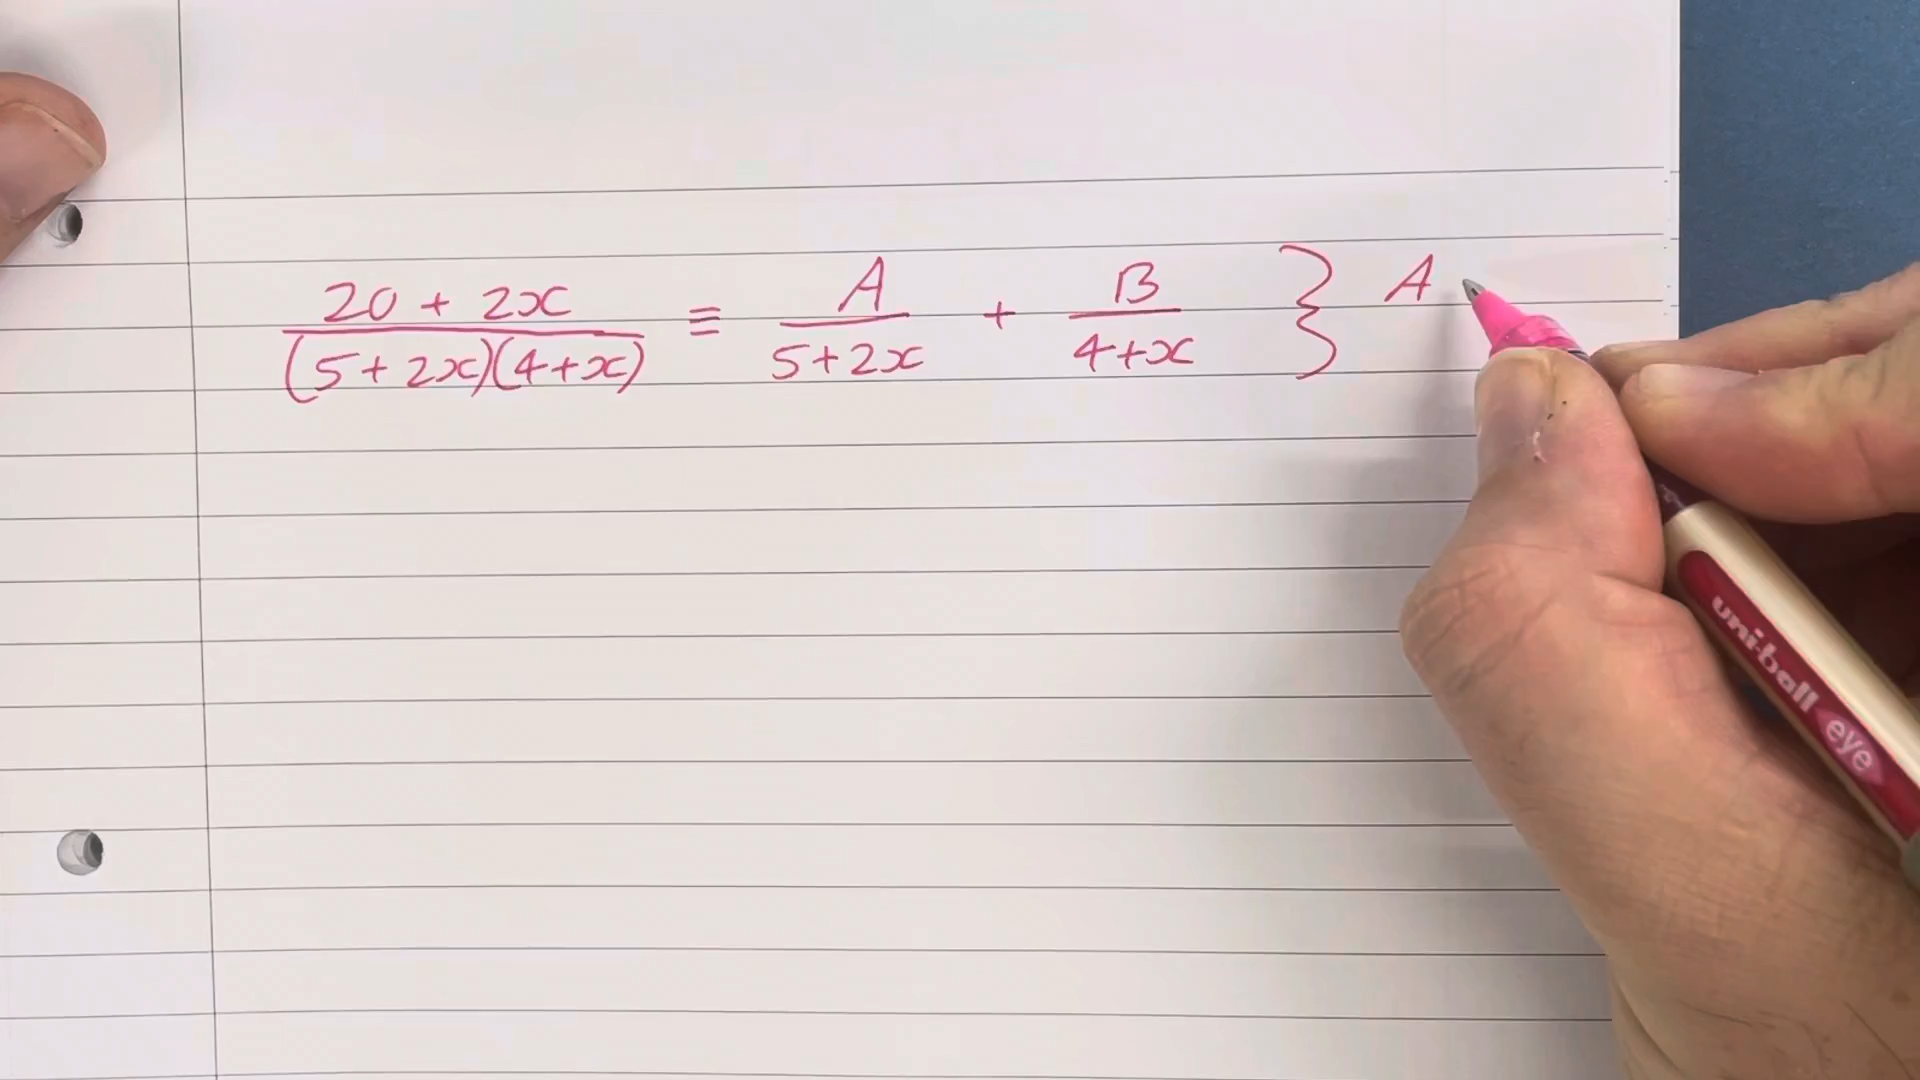 20 + 2x / (5+2x)(4+x) ≡ A / 5+2x + B / 4+x } A
uni-ball eye